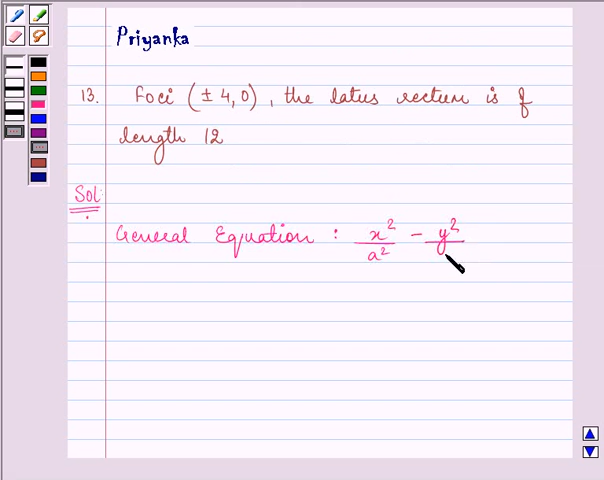 Priyanka
13. Foci (± 4, 0), the latus rectum is of
length 12
Sol:
General Equation : x²/a² - y²/